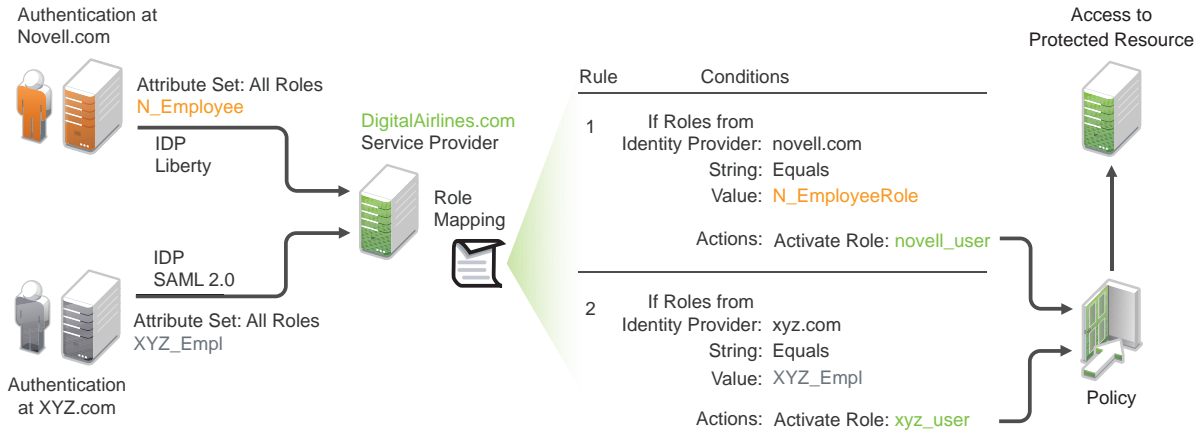 Authentication at
Novell.com
Attribute Set: All Roles
N_Employee
IDP
Liberty
DigitalAirlines.com
Service Provider
Role
Mapping
IDP
SAML 2.0
Attribute Set: All Roles
XYZ_Empl
Authentication
at XYZ.com
Rule Conditions
1 If Roles from
Identity Provider: novell.com
String: Equals
Value: N_EmployeeRole
Actions: Activate Role: novell_user
2 If Roles from
Identity Provider: xyz.com
String: Equals
Value: XYZ_Empl
Actions: Activate Role: xyz_user
Access to
Protected Resource
Policy